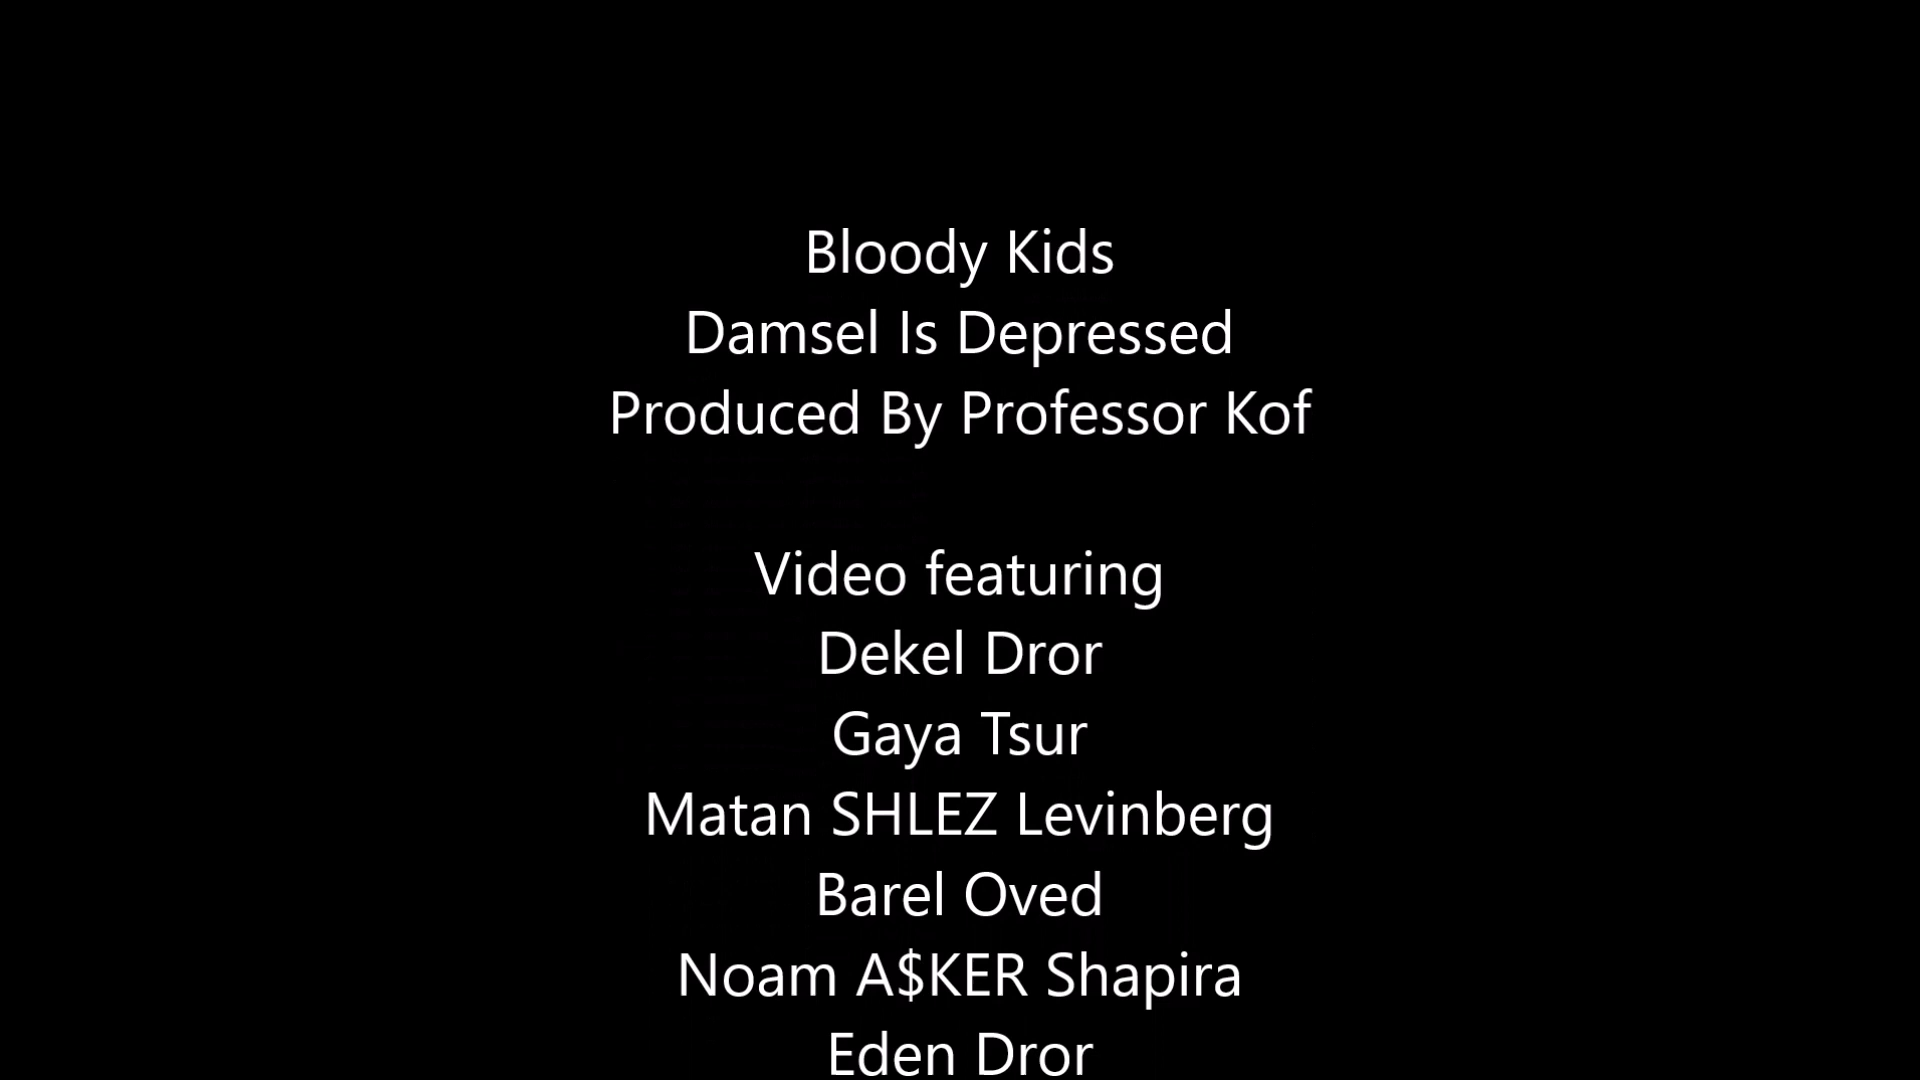 Bloody Kids
Damsel Is Depressed
Produced By Professor Kof
Video featuring
Dekel Dror
Gaya Tsur
Matan SHLEZ Levinberg
Barel Oved
Noam A$KER Shapira
Eden Dror